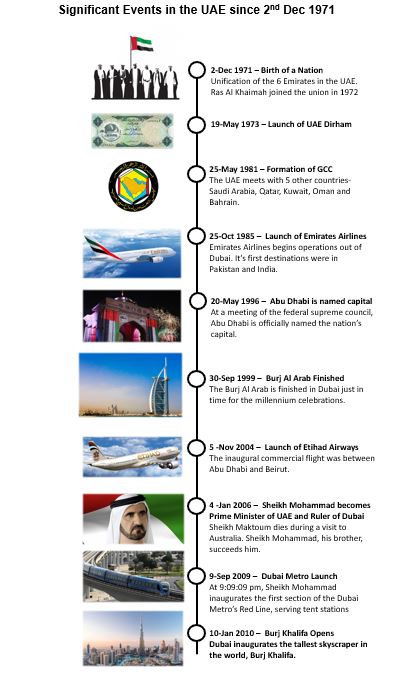 Significant Events in the UAE since 2nd Dec 1971
2-Dec 1971 – Birth of a Nation
Unification of the 6 Emirates in the UAE.
Ras Al Khaimah joined the union in 1972
19-May 1973 – Launch of UAE Dirham
25-May 1981 – Formation of GCC
The UAE meets with 5 other countries-
Saudi Arabia, Qatar, Kuwait, Oman and
Bahrain.
25-Oct 1985 – Launch of Emirates Airlines
Emirates Airlines begins operations out of
Dubai. It's first destinations were in
Pakistan and India.
20-May 1996 – Abu Dhabi is named capital
At a meeting of the federal supreme council,
Abu Dhabi is officially named the nation's
capital.
30-Sep 1999 – Burj Al Arab Finished
The Burj Al Arab is finished in Dubai just in
time for the millennium celebrations.
5 -Nov 2004 – Launch of Etihad Airways
The inaugural commercial flight was between
Abu Dhabi and Beirut.
ETIHAD
4 -Jan 2006 – Sheikh Mohammad becomes
Prime Minister of UAE and Ruler of Dubai
Sheikh Maktoum dies during a visit to
Australia. Sheikh Mohammad, his brother,
succeeds him.
9-Sep 2009 – Dubai Metro Launch
At 9:09:09 pm, Sheikh Mohammad
inaugurates the first section of the Dubai
Metro's Red Line, serving tent stations
10-Jan 2010 – Burj Khalifa Opens
Dubai inaugurates the tallest skyscraper in
the world, Burj Khalifa.